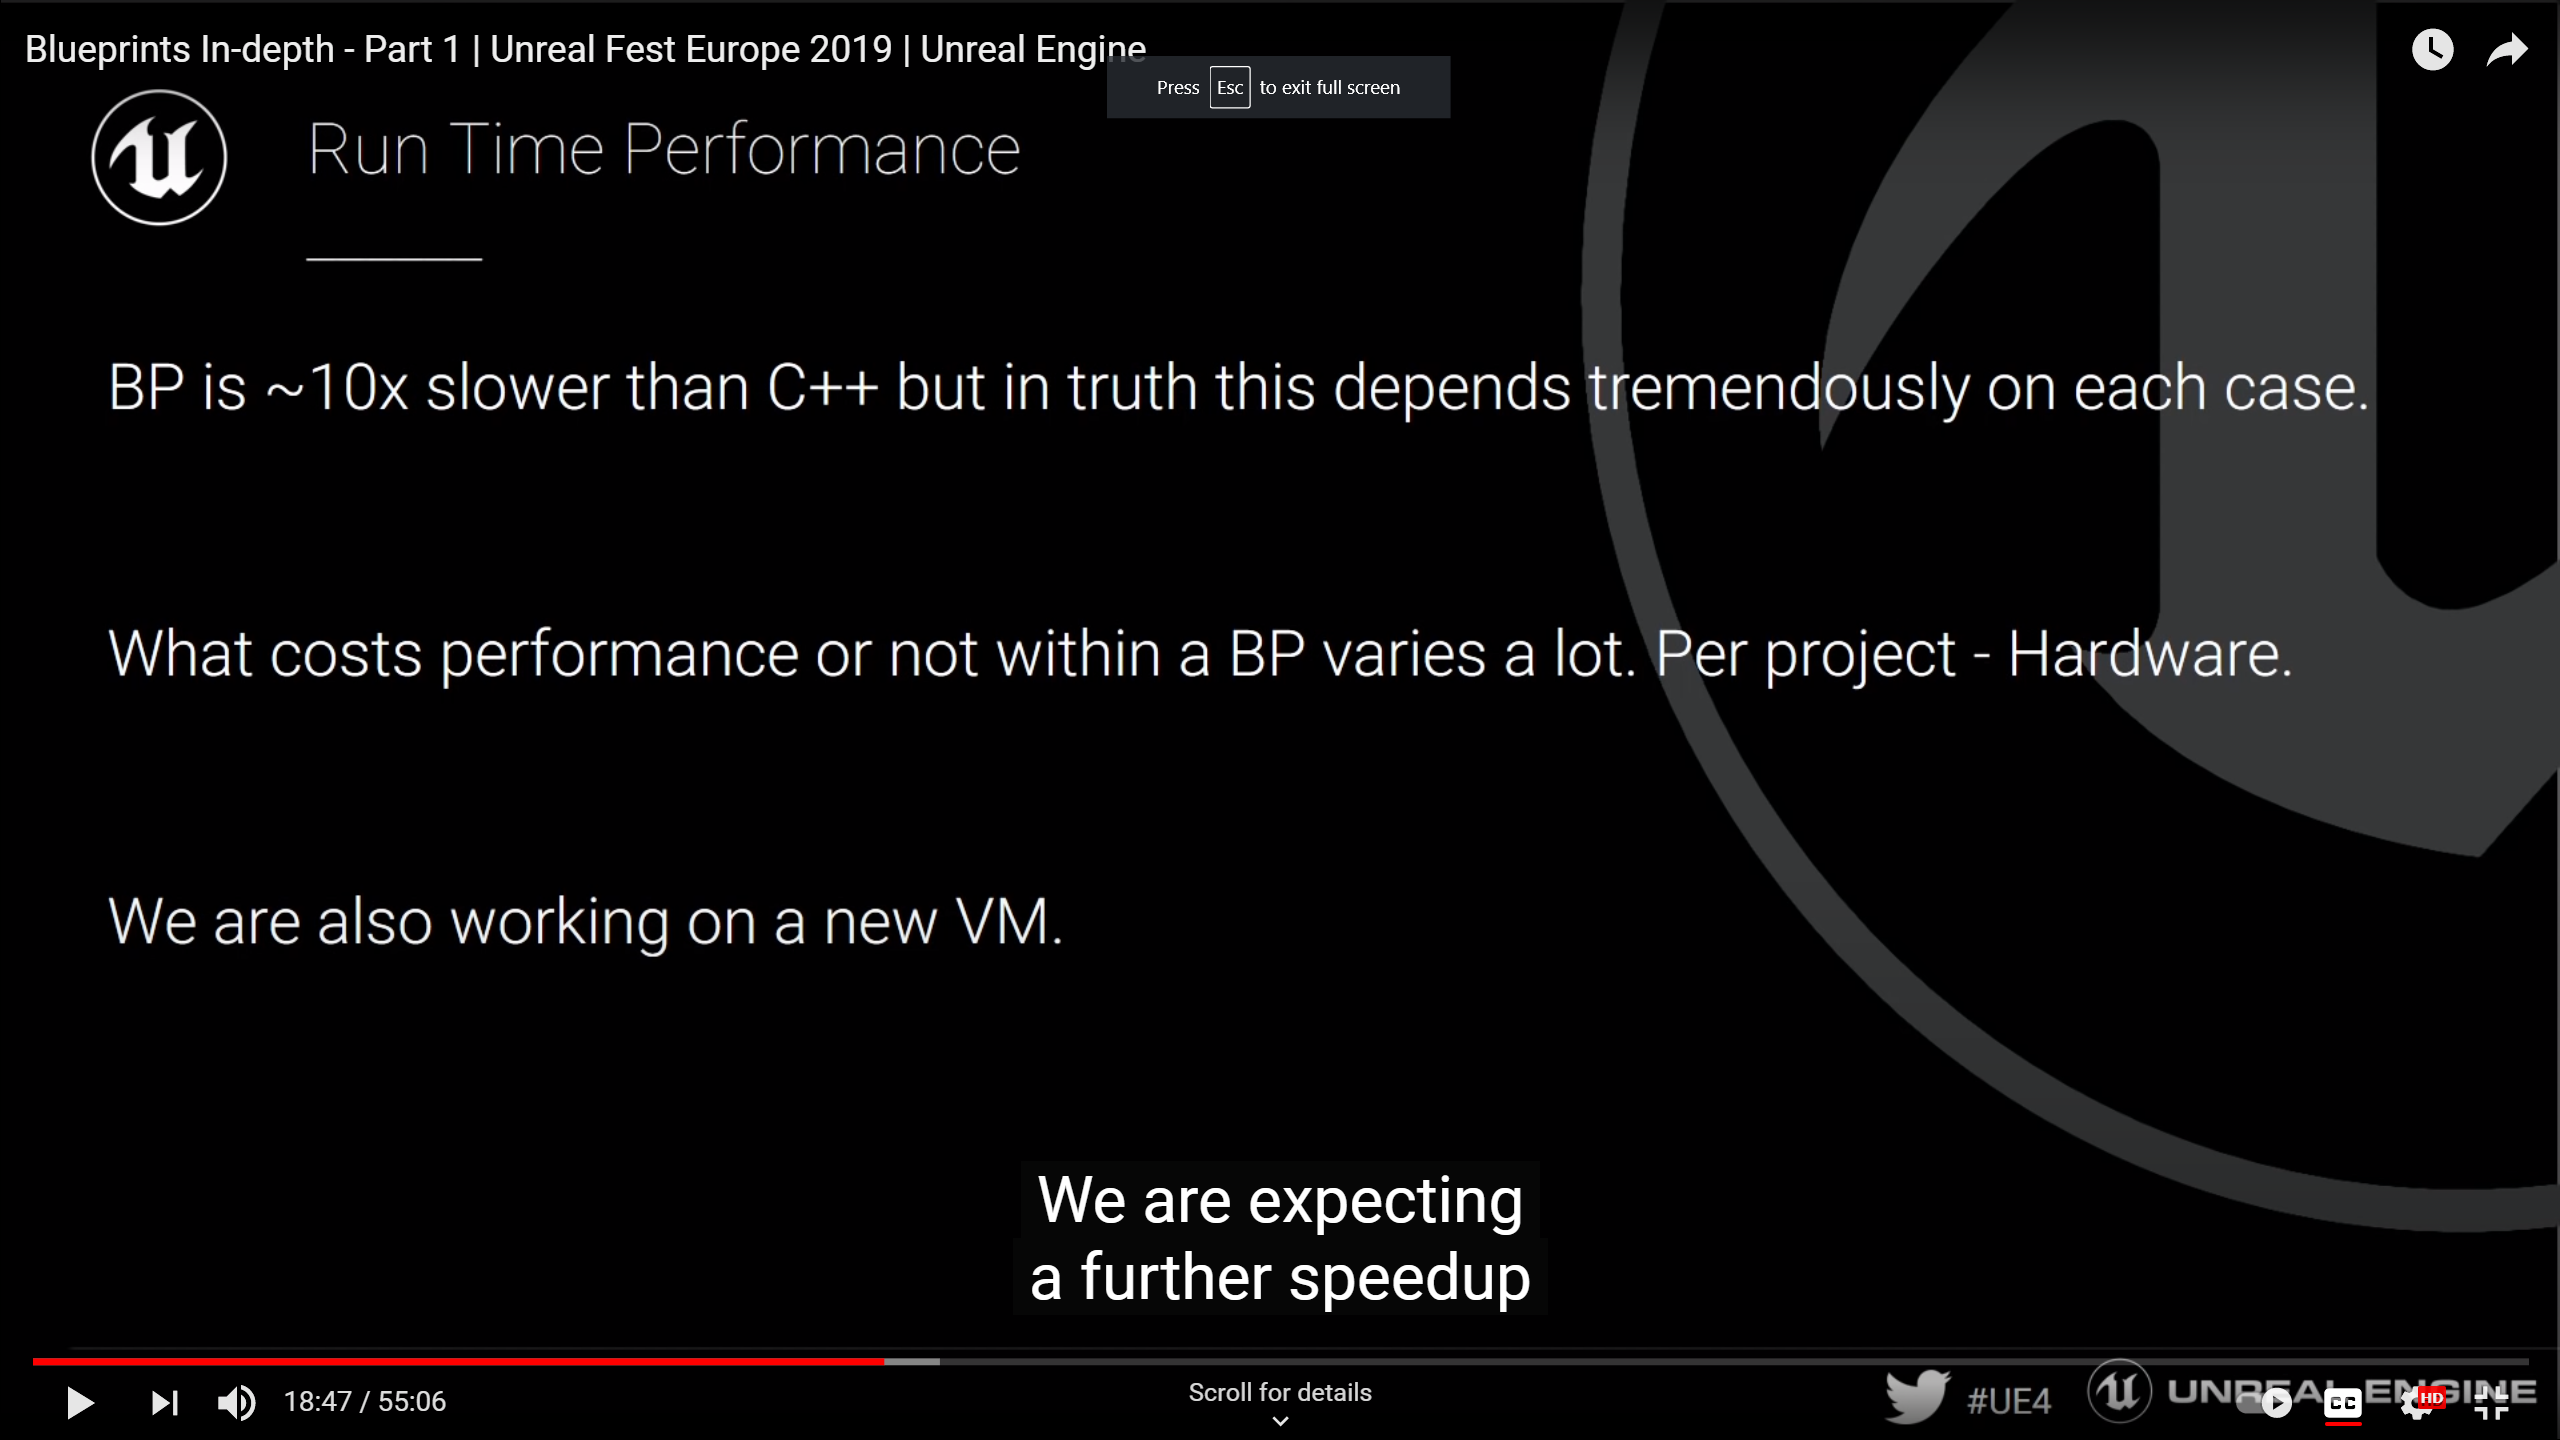 Blueprints In-depth - Part 1 | Unreal Fest Europe 2019 | Unreal Engine
Press Esc to exit full screen
Run Time Performance
BP is ~10x slower than C++ but in truth this depends tremendously on each case.
What costs performance or not within a BP varies a lot. Per project - Hardware.
We are also working on a new VM.
We are expecting
a further speedup
18:47 / 55:06
Scroll for details
#UE4
UNREAL ENGINE
CC
HD